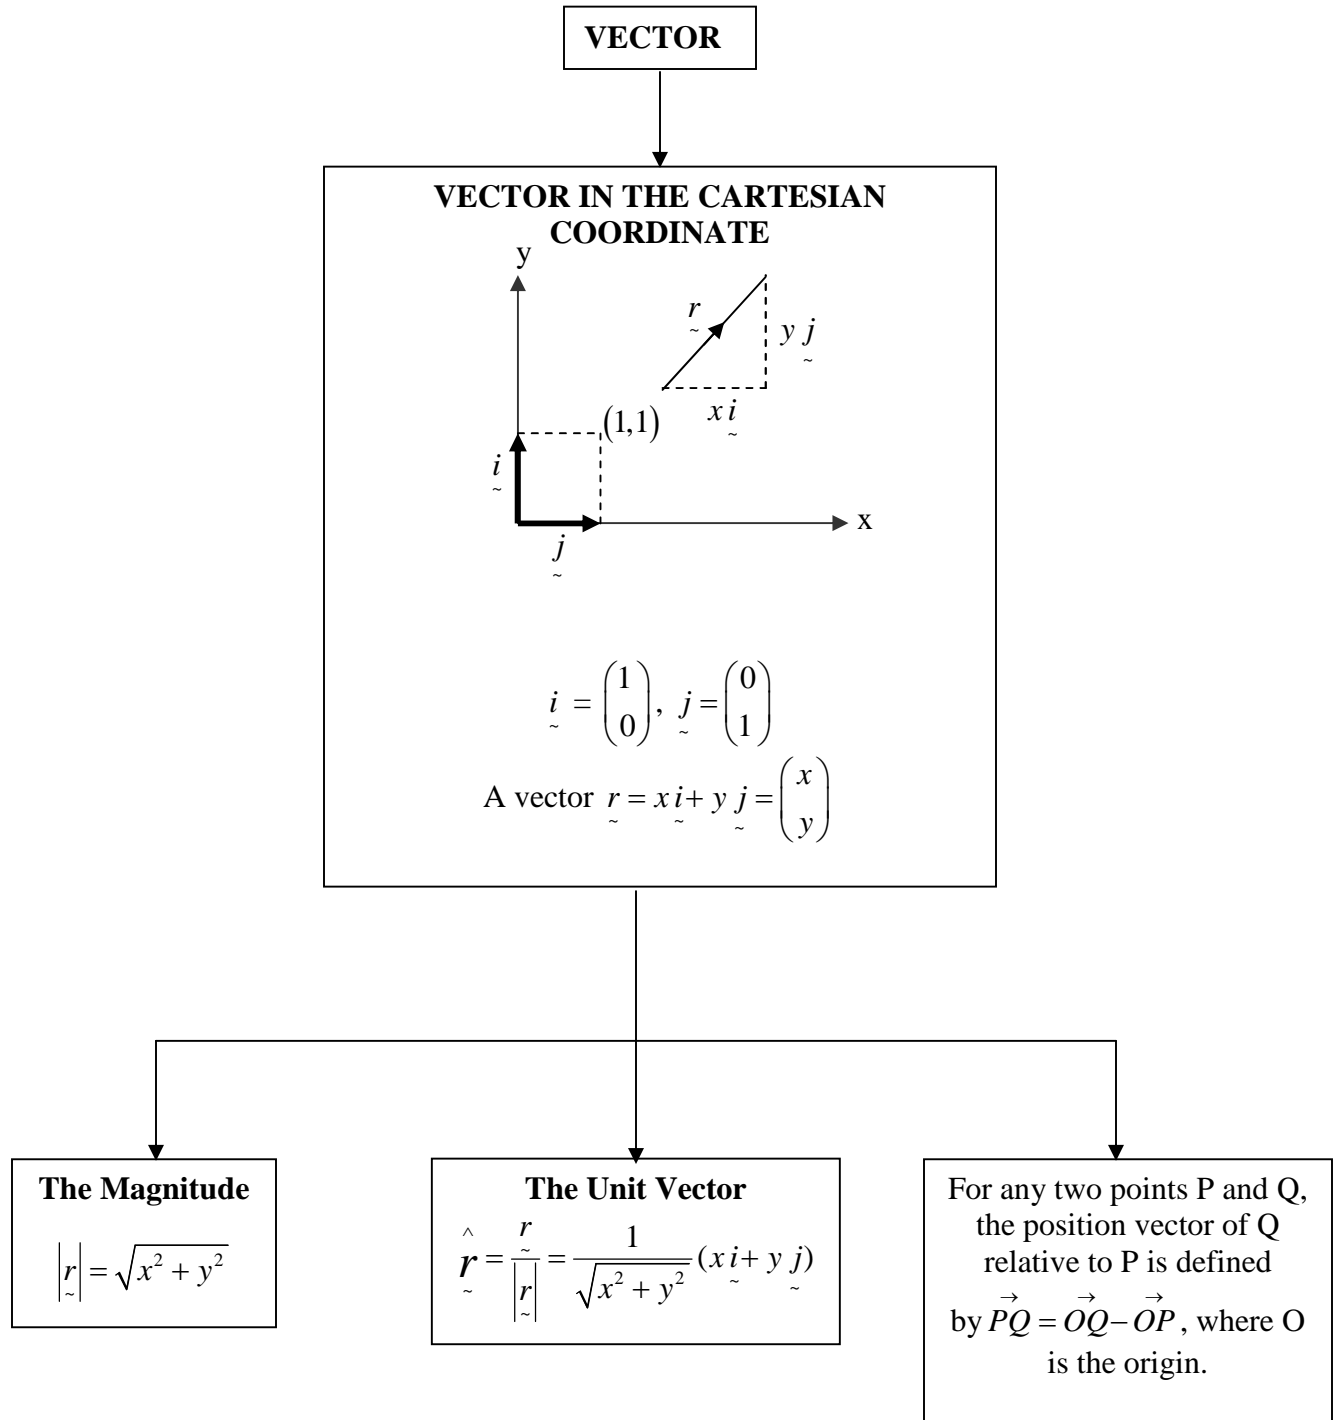 VECTOR
VECTOR IN THE CARTESIAN
COORDINATE
y
r
~
y j
~
x i
~
(1,1)
i
~
x
j
~
i = (1 0), j = (0 1)
~ ~
A vector r = x i + y j = (x y)
~ ~ ~
The Magnitude
|r| = √x² + y²
~
The Unit Vector
^
r = r / |r| = 1 / √x² + y² (x i + y j)
~ ~ ~ ~ ~
For any two points P and Q,
the position vector of Q
relative to P is defined
by →PQ = →OQ − →OP, where O
is the origin.